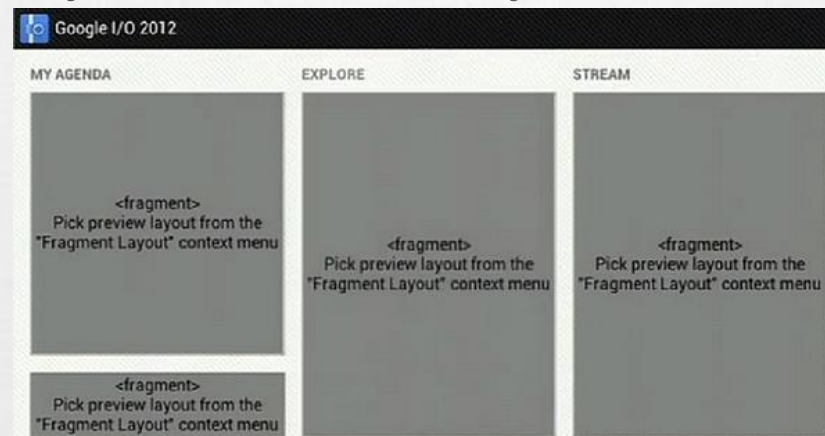 Google I/O 2012
MY AGENDA
<fragment>
Pick preview layout from the
"Fragment Layout" context menu
<fragment>
Pick preview layout from the
"Fragment Layout" context menu
EXPLORE
<fragment>
Pick preview layout from the
"Fragment Layout" context menu
STREAM
<fragment>
Pick preview layout from the
"Fragment Layout" context menu